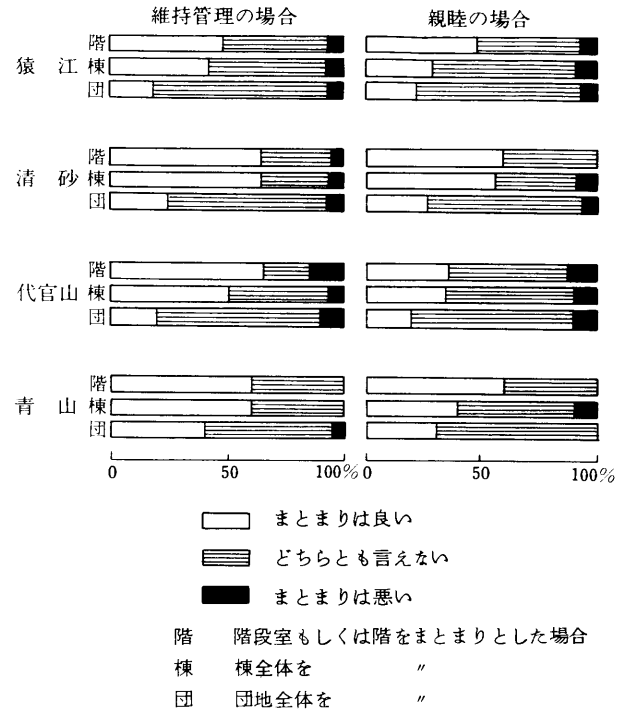 維持管理の場合 親睦の場合
階
猿江 棟
団
階
清砂 棟
団
階
代官山 棟
団
階
青山 棟
団
0 50 100% 0 50 100%
まとまりは良い
どちらとも言えない
まとまりは悪い
階 階段室もしくは階をまとまりとした場合
棟 棟全体を 〃
団 団地全体を 〃